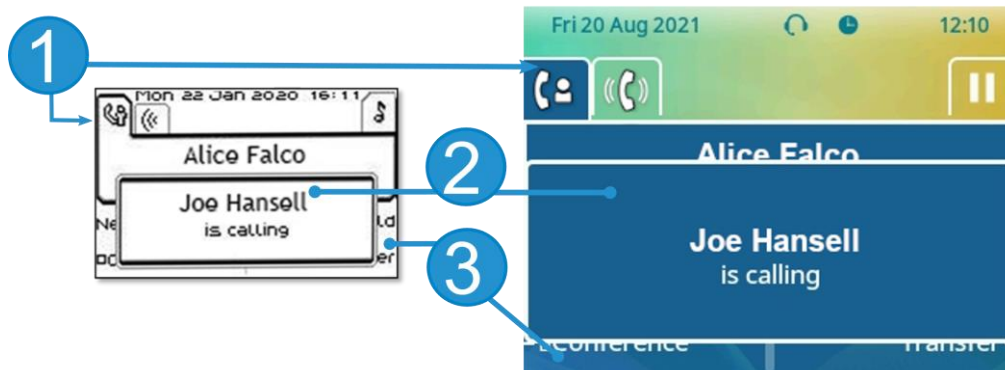 1
Mon 22 Jan 2020 16:11
Alice Falco
Joe Hansell
is calling
2
3
Fri 20 Aug 2021 12:10
Alice Falco
Joe Hansell
is calling
Conference Transfer